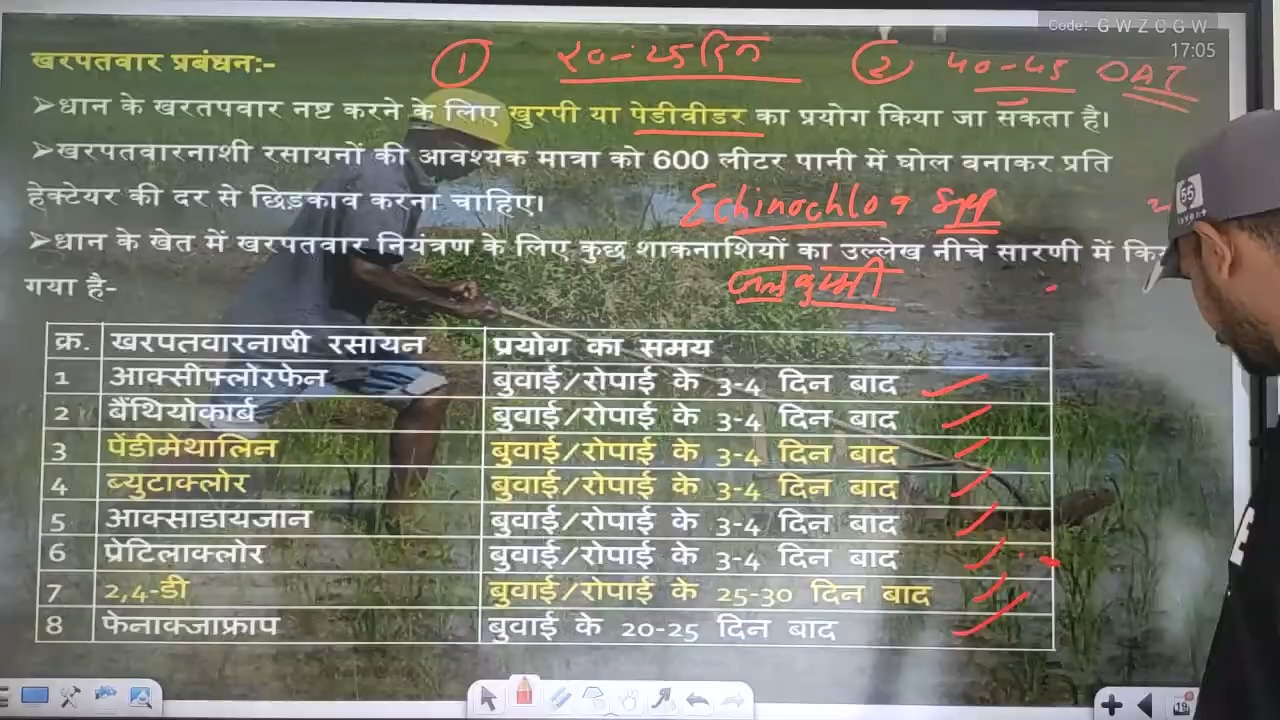 Code: G W Z C G W
17:05
खरपतवार प्रबंधन:-
① २०-२5 दिन ② ४०-45 DAT
➢धान के खरतपवार नष्ट करने के लिए खुरपी या पेडीवीडर का प्रयोग किया जा सकता है।
➢खरपतवारनाशी रसायनों की आवश्यक मात्रा को 600 लीटर पानी में घोल बनाकर प्रति
हेक्टेयर की दर से छिड़काव करना चाहिए।
Echinochloa spp
➢धान के खेत में खरपतवार नियंत्रण के लिए कुछ शाकनाशियों का उल्लेख नीचे सारणी में
गया है-
जलकुम्भी
क्र. खरपतवारनाषी रसायन प्रयोग का समय
1 आक्सीफ्लोरफेन बुवाई/रोपाई के 3-4 दिन बाद
2 बैंथियोकार्ब बुवाई/रोपाई के 3-4 दिन बाद
3 पेंडीमेथालिन बुवाई/रोपाई के 3-4 दिन बाद
4 ब्युटाक्लोर बुवाई/रोपाई के 3-4 दिन बाद
5 आक्साडायजान बुवाई/रोपाई के 3-4 दिन बाद
6 प्रेटिलाक्लोर बुवाई/रोपाई के 3-4 दिन बाद
7 2,4-डी बुवाई/रोपाई के 25-30 दिन बाद
8 फेनाक्जाफ्राप बुवाई के 20-25 दिन बाद